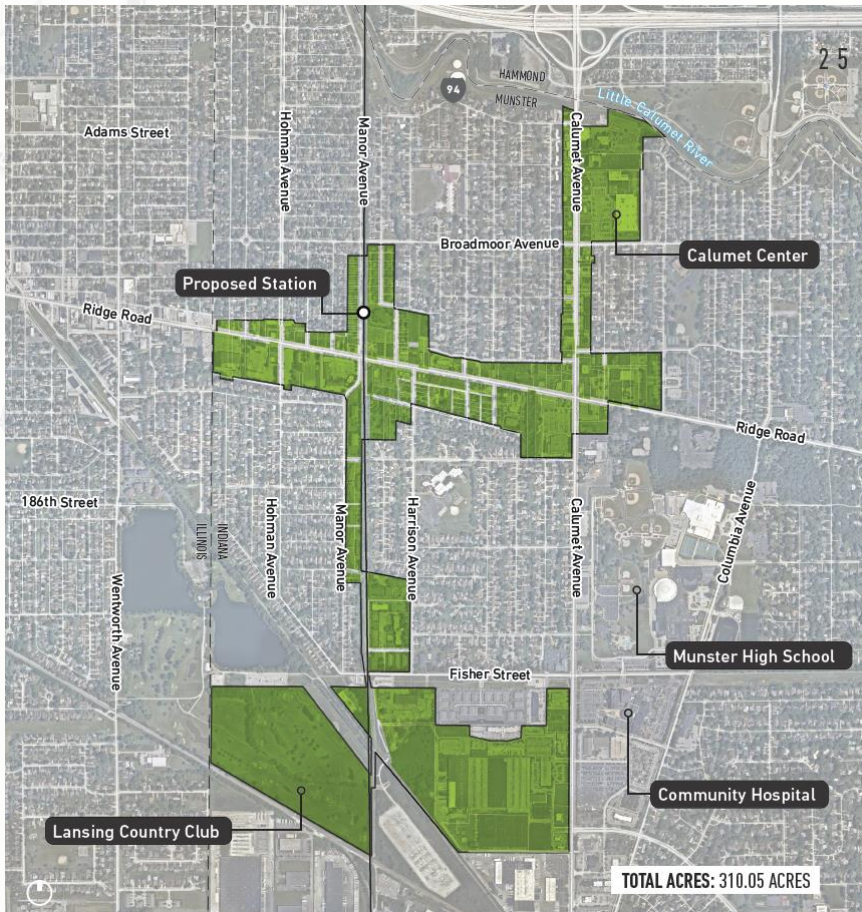 2 5
HAMMOND
94
MUNSTER
Little Calumet River
Adams Street
Hohman Avenue
Manor Avenue
Calumet Avenue
Broadmoor Avenue
Calumet Center
Proposed Station
Ridge Road
Ridge Road
186th Street
ILLINOIS
INDIANA
Hohman Avenue
Manor Avenue
Harrison Avenue
Calumet Avenue
Columbia Avenue
Wentworth Avenue
Munster High School
Fisher Street
Community Hospital
Lansing Country Club
TOTAL ACRES: 310.05 ACRES